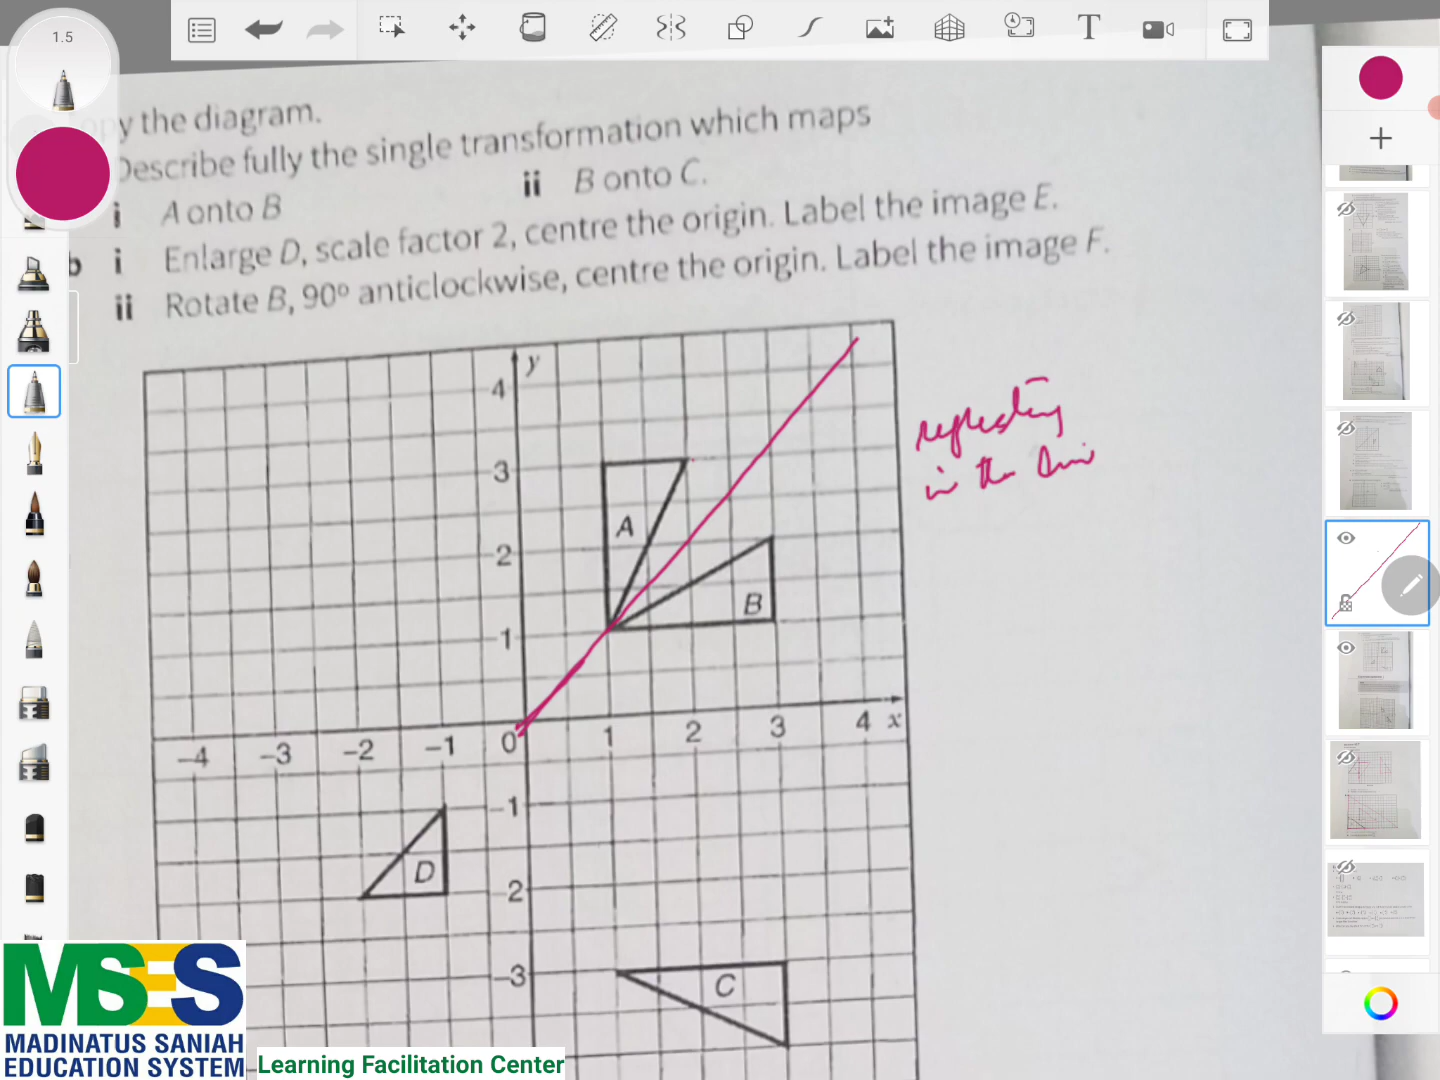 1.5
T
py the diagram.
Describe fully the single transformation which maps
i A onto B ii B onto C.
b i Enlarge D, scale factor 2, centre the origin. Label the image E.
ii Rotate B, 90º anticlockwise, centre the origin. Label the image F.
y
4
3
2
1
A
B
reflecting
in the
-4 -3 -2 -1 0 1 2 3 4 x
-1
2
-3
D
C
MSES
MADINATUS SANIAH
EDUCATION SYSTEM
Learning Facilitation Center